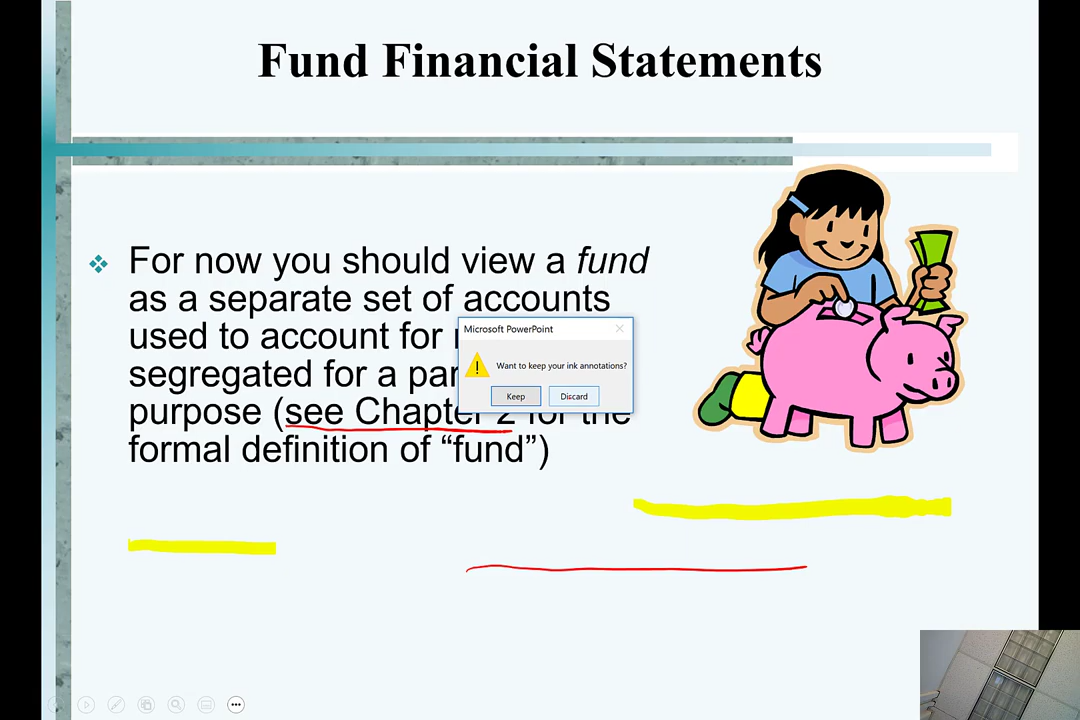 Fund Financial Statements
For now you should view a fund
as a separate set of accounts
used to account for
segregated for a par
purpose (see Chapter 2 for the
formal definition of “fund”)
Microsoft PowerPoint
Want to keep your ink annotations?
Keep
Discard